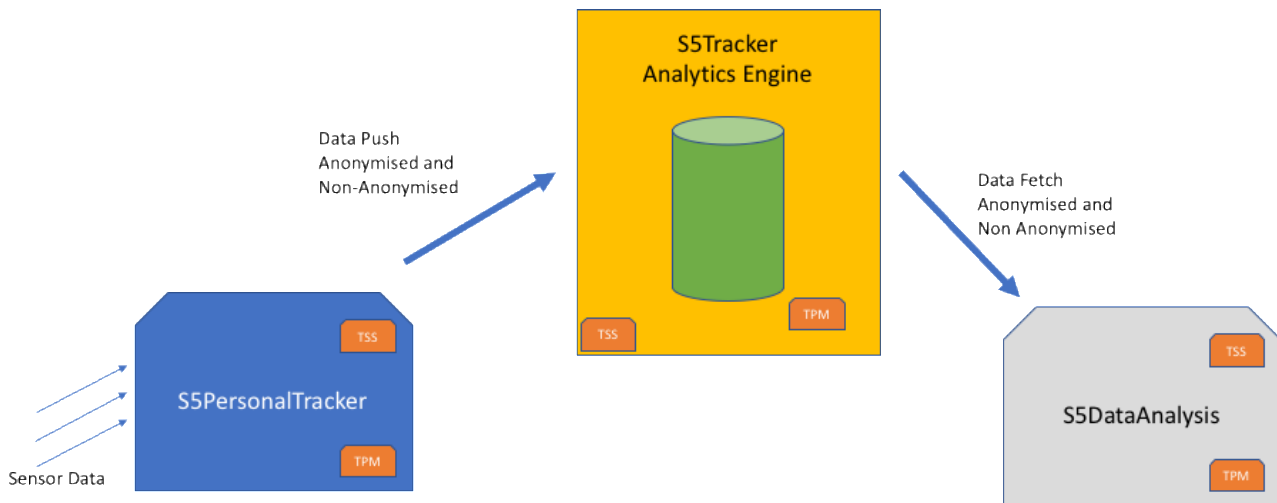 S5Tracker
Analytics Engine
Data Push
Anonymised and
Non-Anonymised
Data Fetch
Anonymised and
Non Anonymised
TSS
TPM
TSS
S5PersonalTracker
TPM
Sensor Data
TSS
S5DataAnalysis
TPM